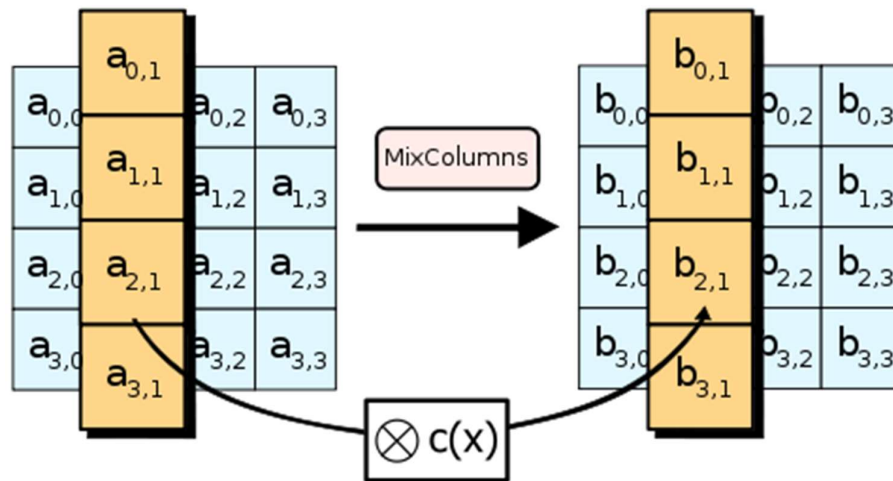 a0,1 b0,1
a0,0 a0,2 a0,3 b0,0 b0,2 b0,3
MixColumns
a1,1 b1,1
a1,0 a1,2 a1,3 b1,0 b1,2 b1,3
a2,0 a2,1 a2,2 a2,3 b2,0 b2,1 b2,2 b2,3
a3,0 a3,2 a3,3 b3,0 b3,2 b3,3
a3,1 b3,1
⊗ c(x)